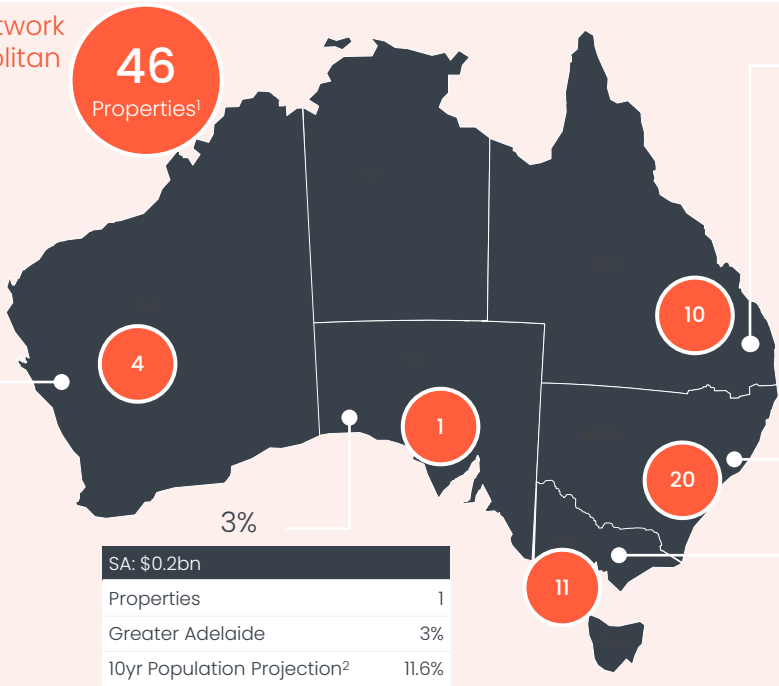 twork
olitan
46
Properties¹
10
4
1
20
11
3%
SA: $0.2bn
Properties 1
Greater Adelaide 3%
10yr Population Projection² 11.6%